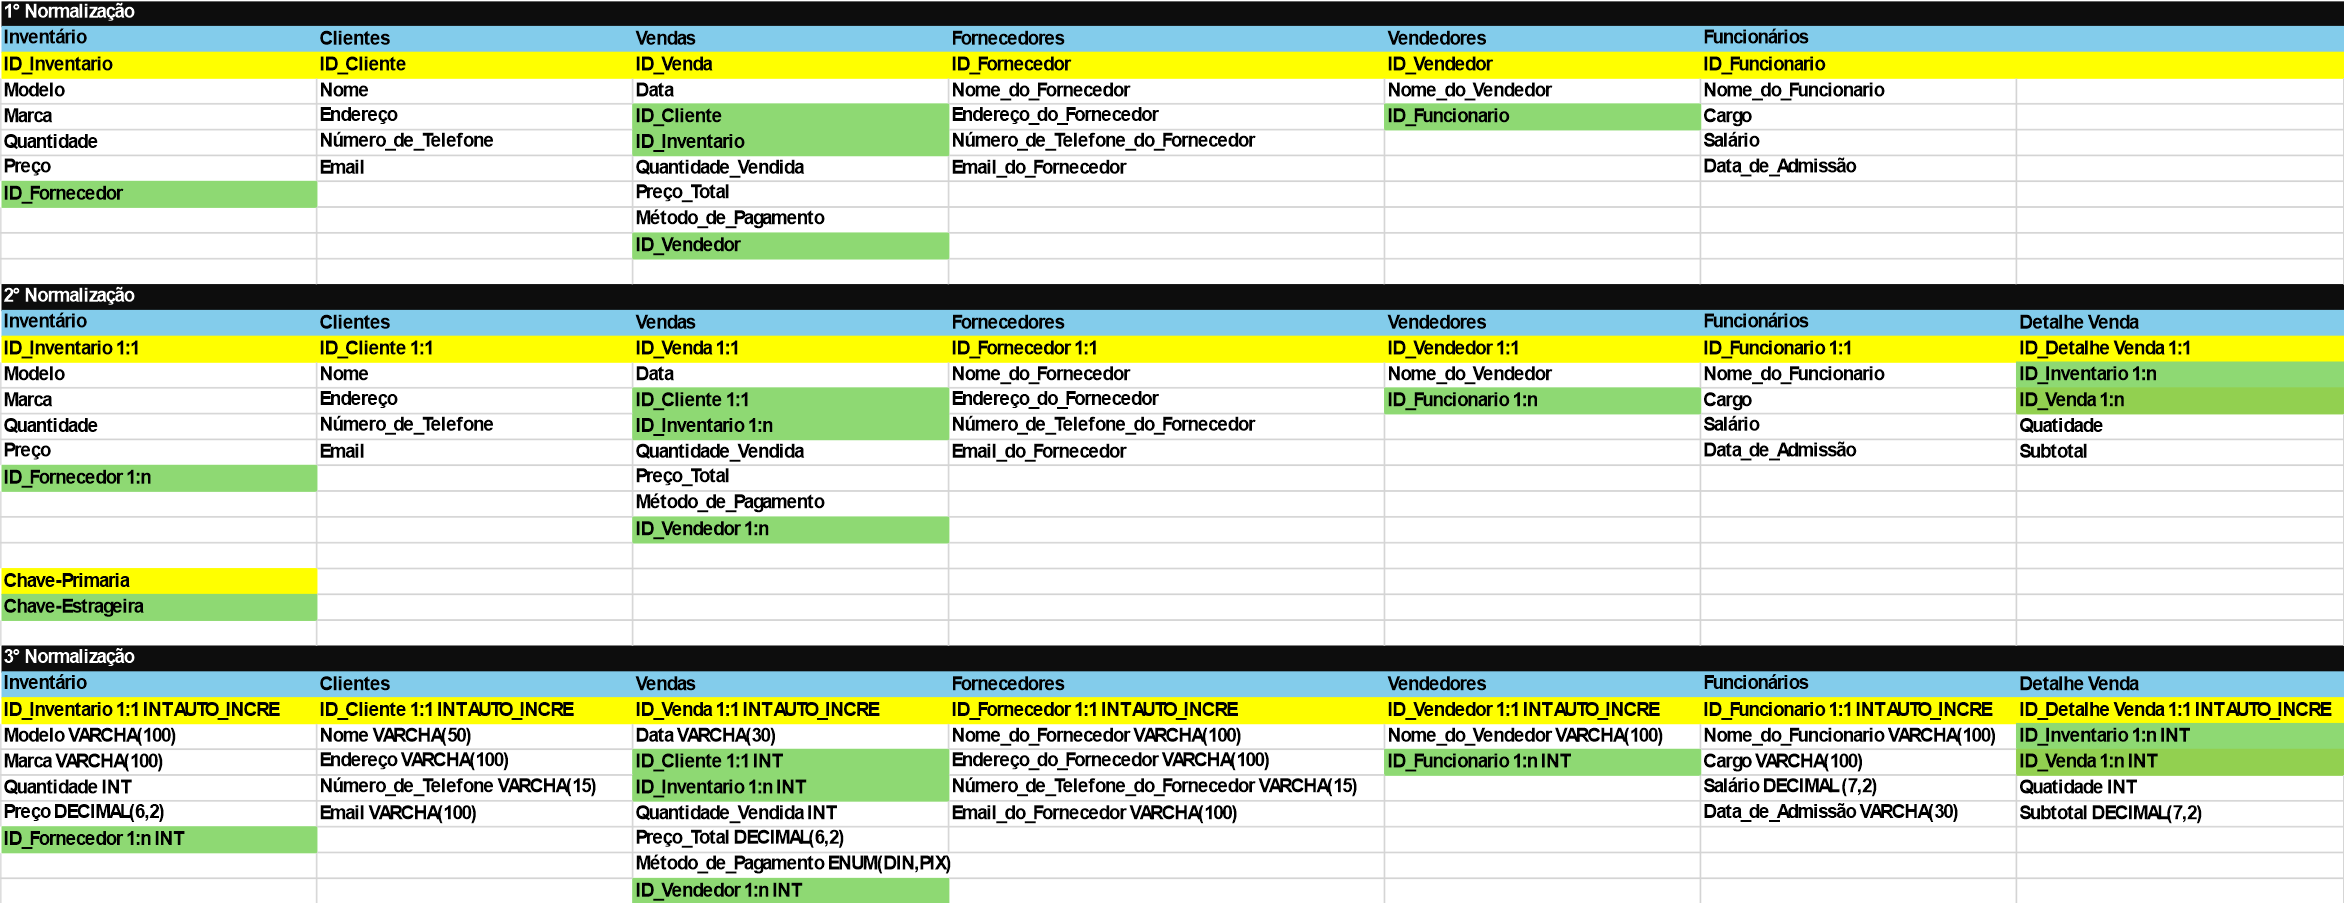 1° Normalização
Inventário Clientes Vendas Fornecedores Vendedores Funcionários
ID_Inventario ID_Cliente ID_Venda ID_Fornecedor ID_Vendedor ID_Funcionario
Modelo Nome Data Nome_do_Fornecedor Nome_do_Vendedor Nome_do_Funcionario
Marca Endereço ID_Cliente Endereço_do_Fornecedor ID_Funcionario Cargo
Quantidade Número_de_Telefone ID_Inventario Número_de_Telefone_do_Fornecedor Salário
Preço Email Quantidade_Vendida Email_do_Fornecedor Data_de_Admissão
ID_Fornecedor Preço_Total
Método_de_Pagamento
ID_Vendedor
2° Normalização
Inventário Clientes Vendas Fornecedores Vendedores Funcionários Detalhe Venda
ID_Inventario 1:1 ID_Cliente 1:1 ID_Venda 1:1 ID_Fornecedor 1:1 ID_Vendedor 1:1 ID_Funcionario 1:1 ID_Detalhe Venda 1:1
Modelo Nome Data Nome_do_Fornecedor Nome_do_Vendedor Nome_do_Funcionario ID_Inventario 1:n
Marca Endereço ID_Cliente 1:1 Endereço_do_Fornecedor ID_Funcionario 1:n Cargo ID_Venda 1:n
Quantidade Número_de_Telefone ID_Inventario 1:n Número_de_Telefone_do_Fornecedor Salário Quatidade
Preço Email Quantidade_Vendida Email_do_Fornecedor Data_de_Admissão Subtotal
ID_Fornecedor 1:n Preço_Total
Método_de_Pagamento
ID_Vendedor 1:n
Chave-Primaria
Chave-Estrageira
3° Normalização
Inventário Clientes Vendas Fornecedores Vendedores Funcionários Detalhe Venda
ID_Inventario 1:1 INT AUTO_INCRE ID_Cliente 1:1 INT AUTO_INCRE ID_Venda 1:1 INT AUTO_INCRE ID_Fornecedor 1:1 INT AUTO_INCRE ID_Vendedor 1:1 INT AUTO_INCRE ID_Funcionario 1:1 INT AUTO_INCRE ID_Detalhe Venda 1:1 INT AUTO_INCRE
Modelo VARCHA(100) Nome VARCHA(50) Data VARCHA(30) Nome_do_Fornecedor VARCHA(100) Nome_do_Vendedor VARCHA(100) Nome_do_Funcionario VARCHA(100) ID_Inventario 1:n INT
Marca VARCHA(100) Endereço VARCHA(100) ID_Cliente 1:1 INT Endereço_do_Fornecedor VARCHA(100) ID_Funcionario 1:n INT Cargo VARCHA(100) ID_Venda 1:n INT
Quantidade INT Número_de_Telefone VARCHA(15) ID_Inventario 1:n INT Número_de_Telefone_do_Fornecedor VARCHA(15) Salário DECIMAL (7,2) Quatidade INT
Preço DECIMAL(6,2) Email VARCHA(100) Quantidade_Vendida INT Email_do_Fornecedor VARCHA(100) Data_de_Admissão VARCHA(30) Subtotal DECIMAL(7,2)
ID_Fornecedor 1:n INT Preço_Total DECIMAL(6,2)
Método_de_Pagamento ENUM(DIN,PIX)
ID_Vendedor 1:n INT